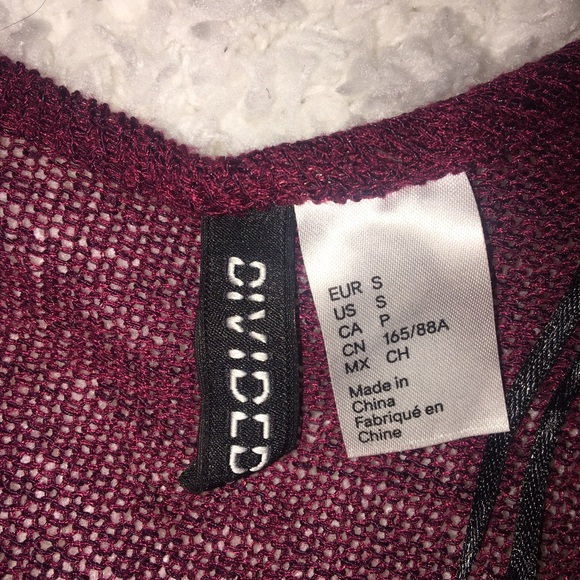 DIVIDED
EUR S
US S
CA P
CN 165/88A
MX CH
Made in
China
Fabriqué en
Chine